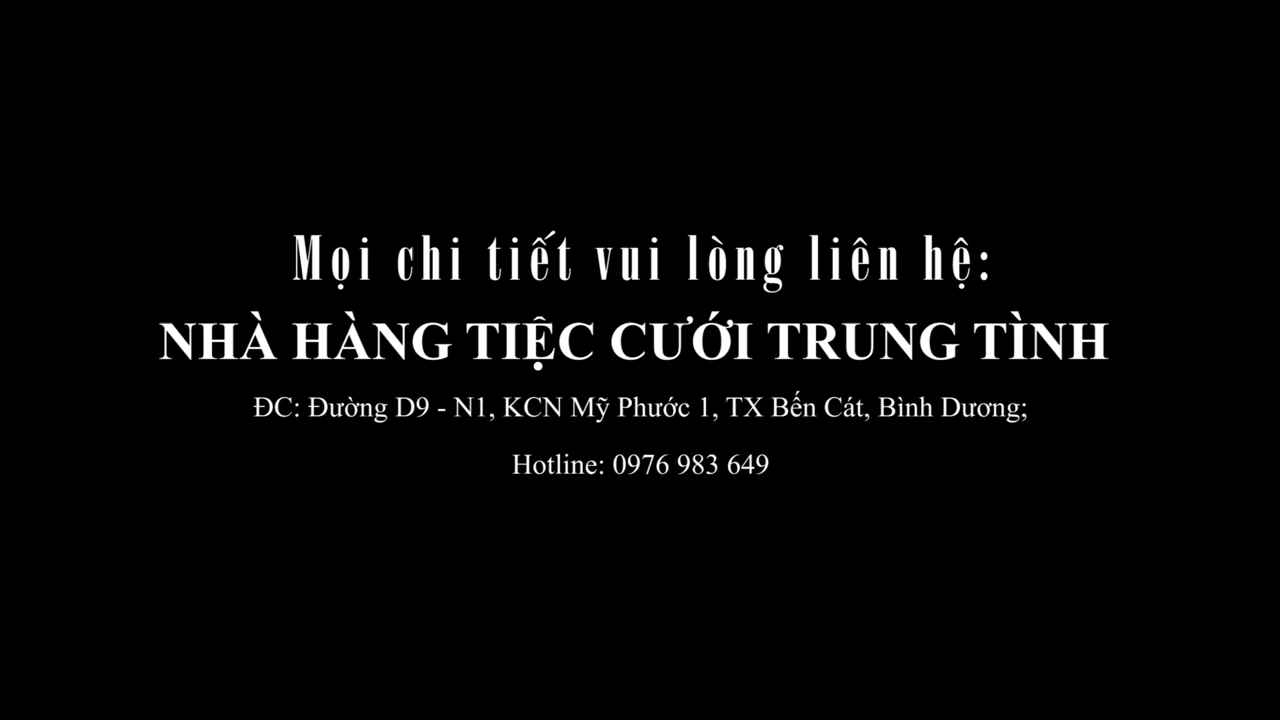 Mọi chi tiết vui lòng liên hệ:
NHÀ HÀNG TIỆC CƯỚI TRUNG TÌNH
ĐC: Đường D9 - N1, KCN Mỹ Phước 1, TX Bến Cát, Bình Dương;
Hotline: 0976 983 649